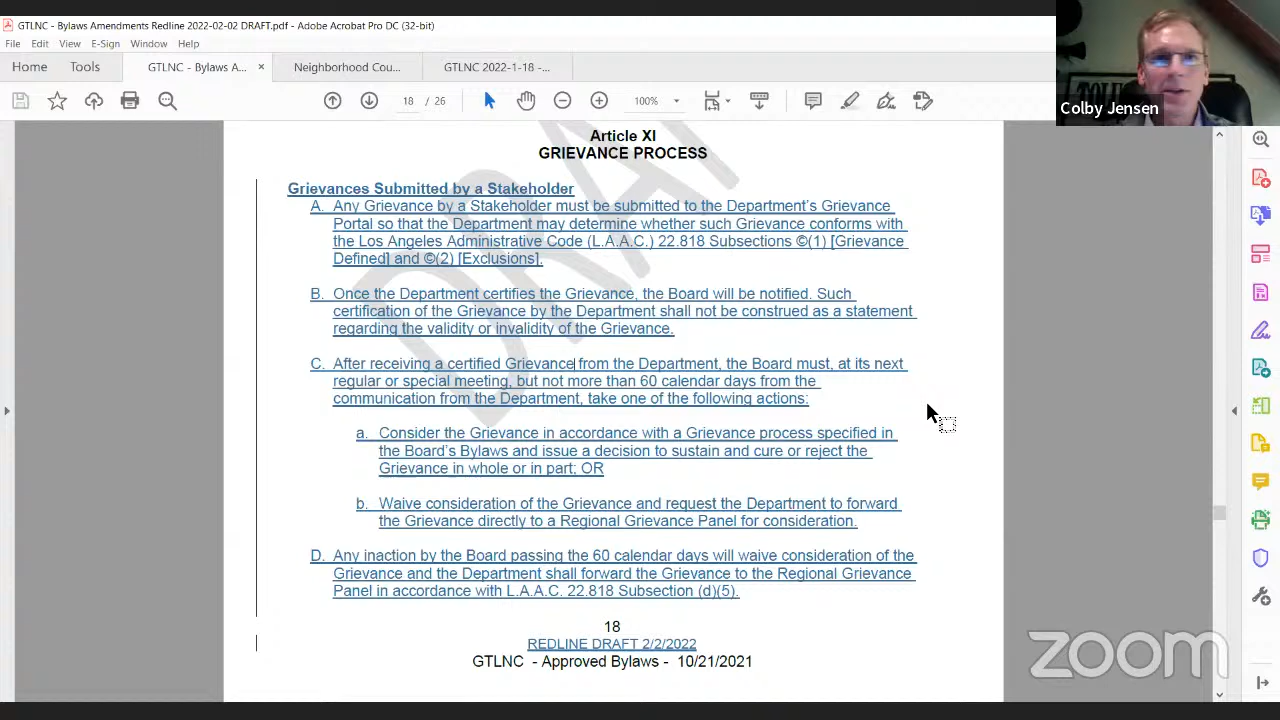 GTLNC - Bylaws Amendments Redline 2022-02-02 DRAFT.pdf - Adobe Acrobat Pro DC (32-bit)
File Edit View E-Sign Window Help
Home Tools GTLNC - Bylaws A... × Neighborhood Cou... GTLNC 2022-1-18 -...
18 / 26 100%
Colby Jensen
DRAFT
Article XI
GRIEVANCE PROCESS
Grievances Submitted by a Stakeholder
A. Any Grievance by a Stakeholder must be submitted to the Department's Grievance
Portal so that the Department may determine whether such Grievance conforms with
the Los Angeles Administrative Code (L.A.A.C.) 22.818 Subsections ©(1) [Grievance
Defined] and ©(2) [Exclusions].
B. Once the Department certifies the Grievance, the Board will be notified. Such
certification of the Grievance by the Department shall not be construed as a statement
regarding the validity or invalidity of the Grievance.
C. After receiving a certified Grievance from the Department, the Board must, at its next
regular or special meeting, but not more than 60 calendar days from the
communication from the Department, take one of the following actions:
a. Consider the Grievance in accordance with a Grievance process specified in
the Board's Bylaws and issue a decision to sustain and cure or reject the
Grievance in whole or in part; OR
b. Waive consideration of the Grievance and request the Department to forward
the Grievance directly to a Regional Grievance Panel for consideration.
D. Any inaction by the Board passing the 60 calendar days will waive consideration of the
Grievance and the Department shall forward the Grievance to the Regional Grievance
Panel in accordance with L.A.A.C. 22.818 Subsection (d)(5).
18
REDLINE DRAFT 2/2/2022
GTLNC - Approved Bylaws - 10/21/2021
zoom